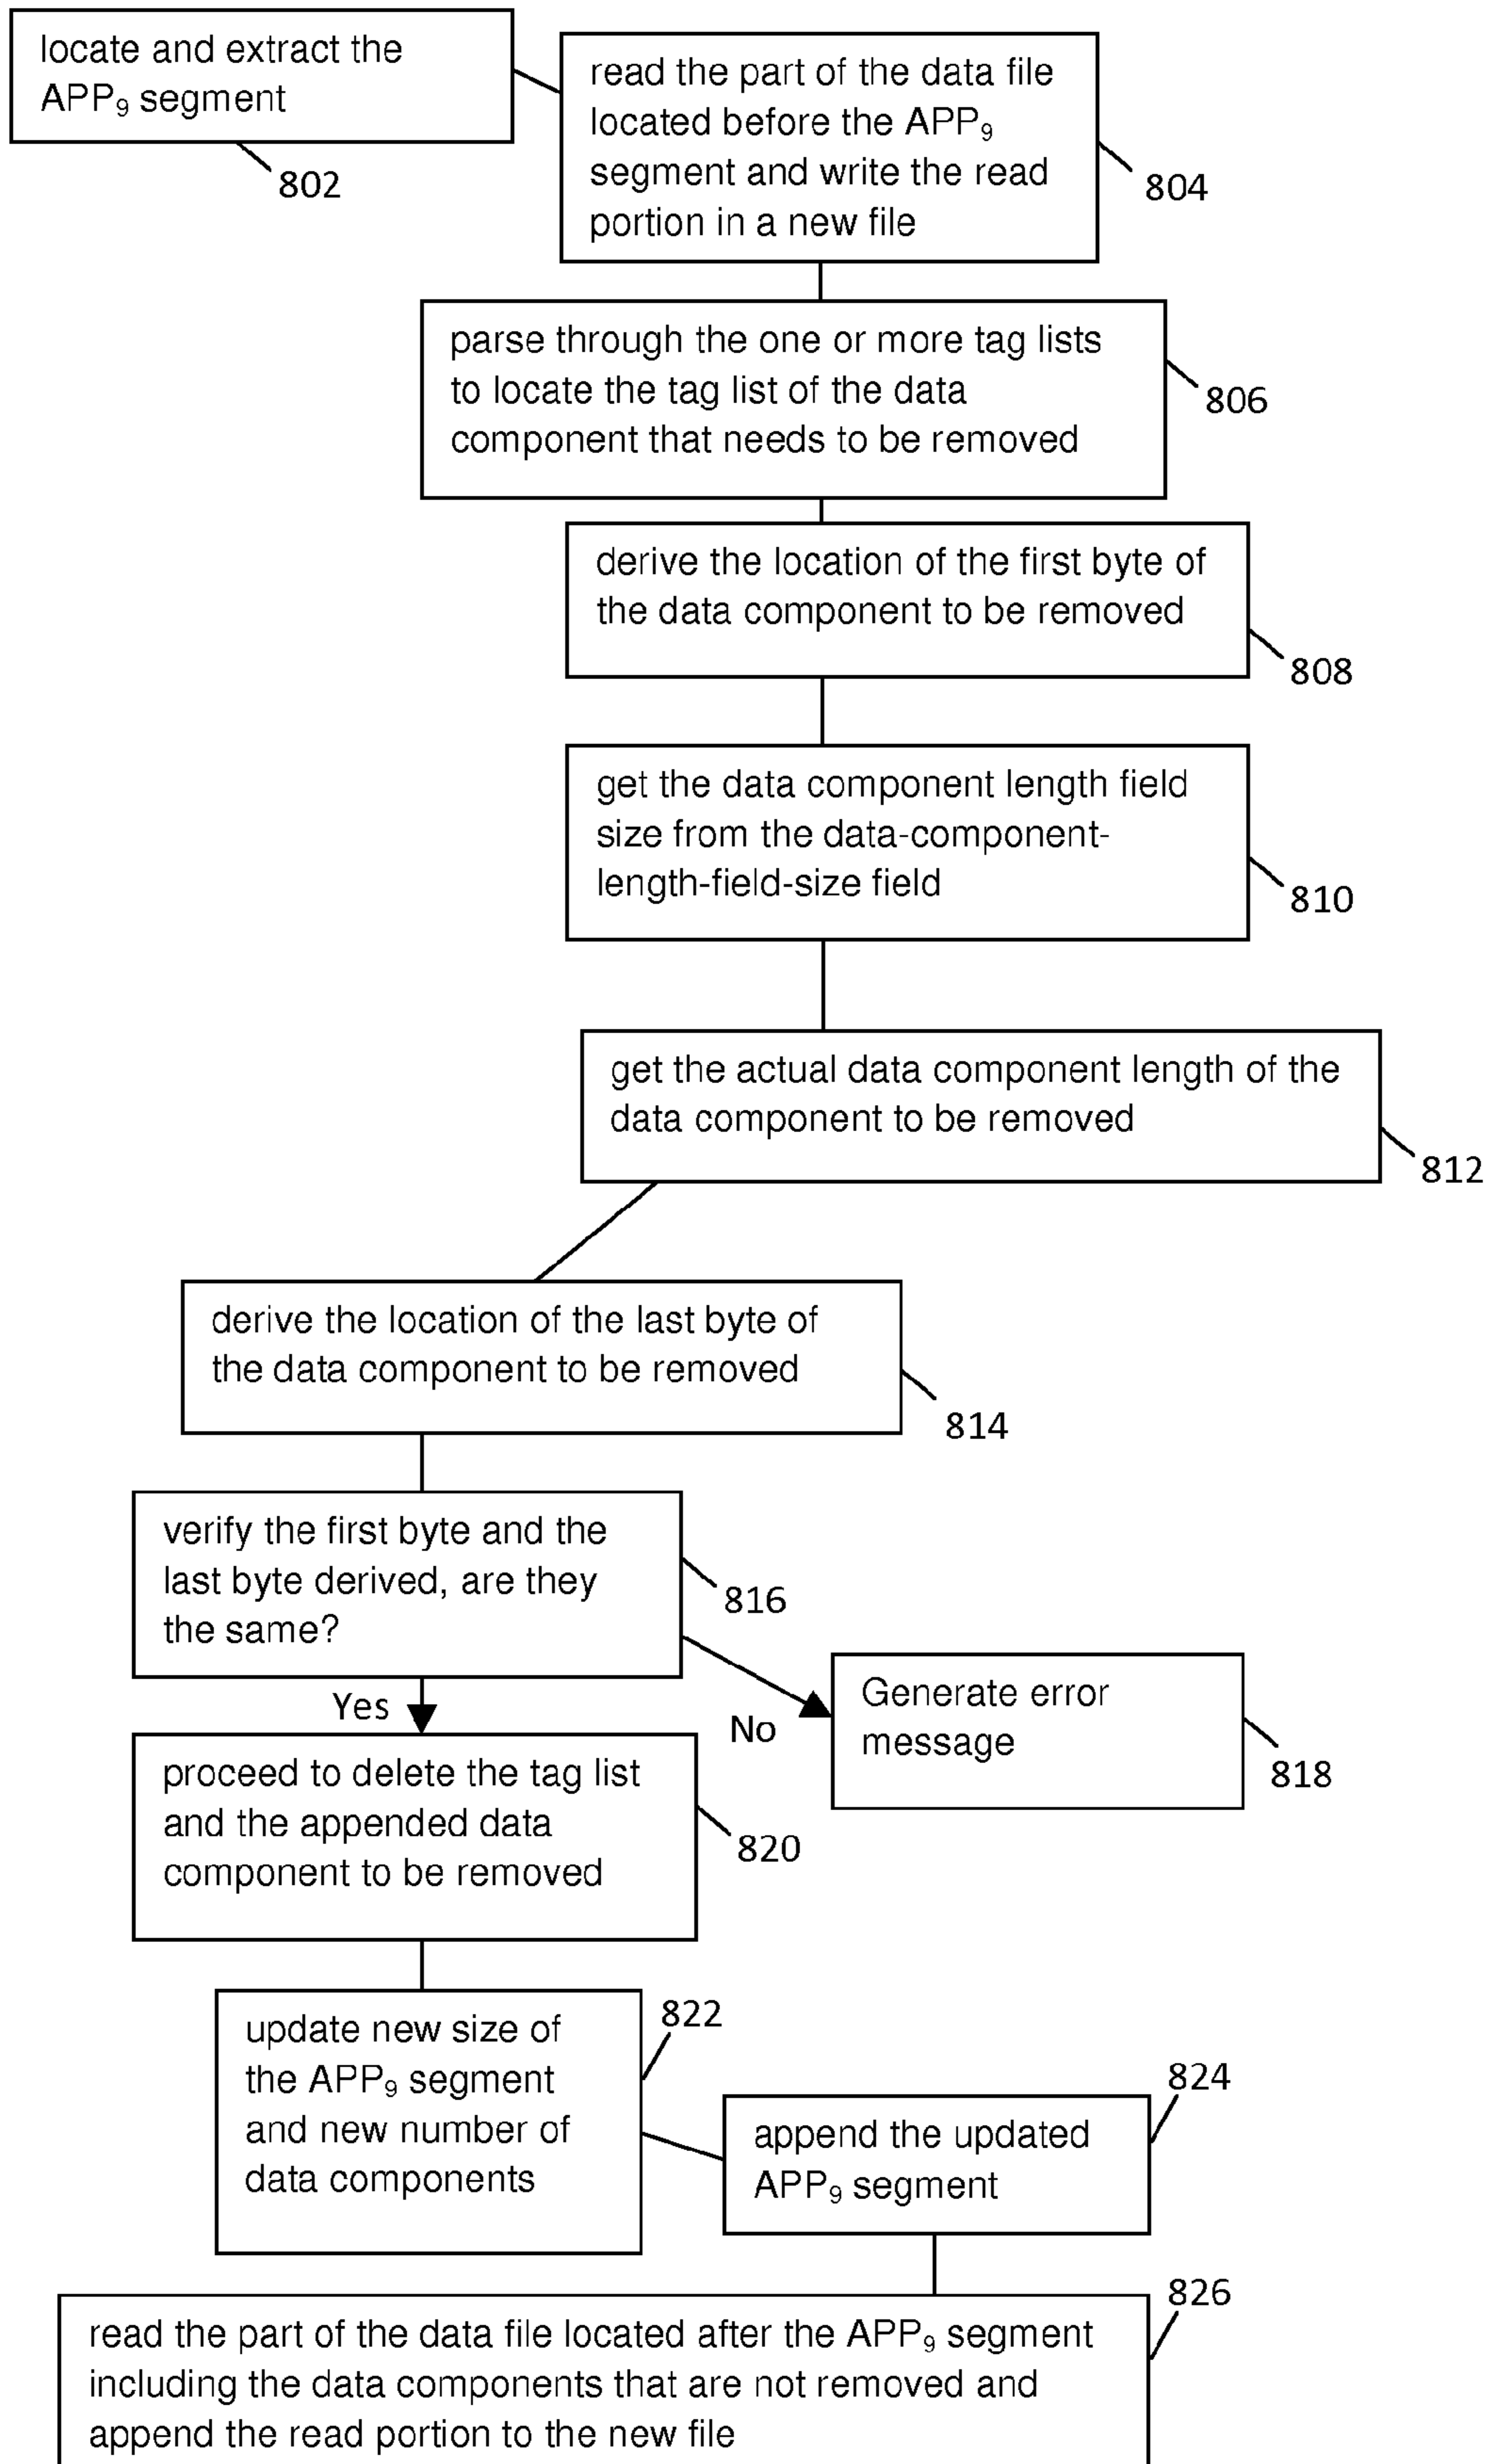 locate and extract the
APP₉ segment
802
read the part of the data file
located before the APP₉
segment and write the read
portion in a new file
804
parse through the one or more tag lists
to locate the tag list of the data
component that needs to be removed
806
derive the location of the first byte of
the data component to be removed
808
get the data component length field
size from the data-component-
length-field-size field
810
get the actual data component length of the
data component to be removed
812
derive the location of the last byte of
the data component to be removed
814
verify the first byte and the
last byte derived, are they
the same?
816
Yes
No
Generate error
message
818
proceed to delete the tag list
and the appended data
component to be removed
820
update new size of
the APP₉ segment
and new number of
data components
822
append the updated
APP₉ segment
824
read the part of the data file located after the APP₉ segment
including the data components that are not removed and
append the read portion to the new file
826